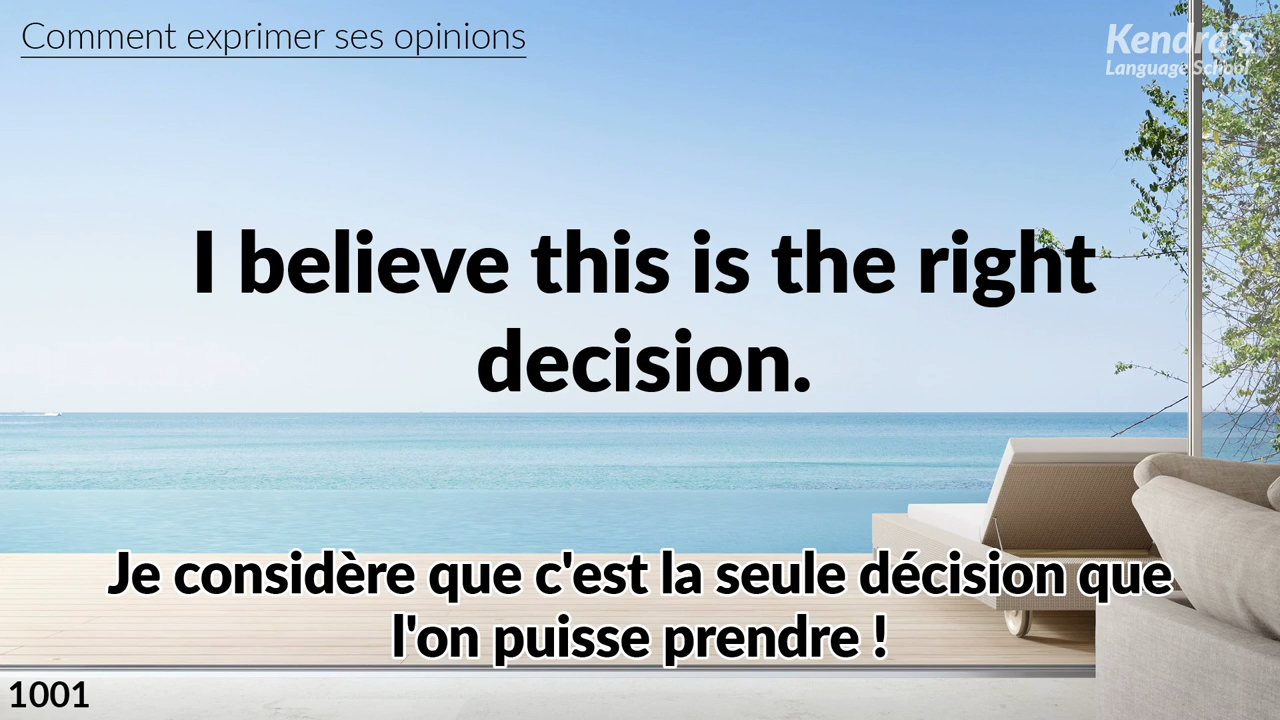 Comment exprimer ses opinions
Kendra's
Language School
I believe this is the right
decision.
Je considère que c'est la seule décision que
l'on puisse prendre !
1001